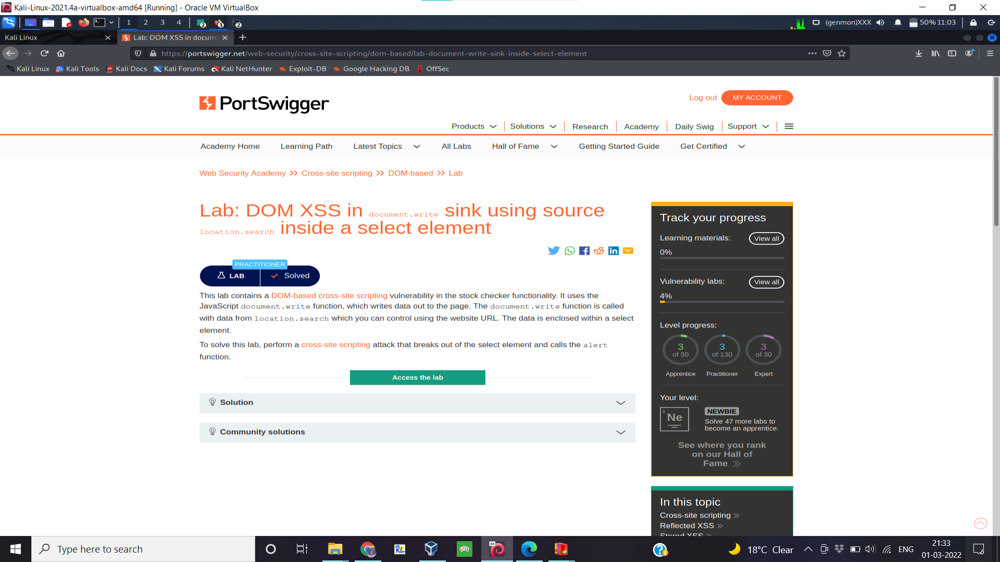 Kali-Linux-2021.4a-virtualbox-amd64 [Running] - Oracle VM VirtualBox
1 2 3 4 2 3 2 (genmon)XXX 50% 11:03
Kali Linux Lab: DOM XSS in docum
https://portswigger.net/web-security/cross-site-scripting/dom-based/lab-document-write-sink-inside-select-element
Kali Linux Kali Tools Kali Docs Kali Forums Kali NetHunter Exploit-DB Google Hacking DB OffSec
PortSwigger
Log out MY ACCOUNT
Products Solutions Research Academy Daily Swig Support
Academy Home Learning Path Latest Topics All Labs Hall of Fame Getting Started Guide Get Certified
Web Security Academy >> Cross-site scripting >> DOM-based >> Lab
Lab: DOM XSS in document.write sink using source
location.search inside a select element
PRACTITIONER
LAB Solved
This lab contains a DOM-based cross-site scripting vulnerability in the stock checker functionality. It uses the
JavaScript document.write function, which writes data out to the page. The document.write function is called
with data from location.search which you can control using the website URL. The data is enclosed within a select
element.
To solve this lab, perform a cross-site scripting attack that breaks out of the select element and calls the alert
function.
Access the lab
Solution
Community solutions
Track your progress
Learning materials: View all
0%
Vulnerability labs: View all
4%
Level progress:
3 3 3
of 50 of 130 of 30
Apprentice Practitioner Expert
Your level:
Ne NEWBIE
Solve 47 more labs to
become an apprentice.
See where you rank
on our Hall of
Fame >>
In this topic
Cross-site scripting >>
Reflected XSS >>
Stored XSS >>
Type here to search
RL
64
18°C Clear
ENG
21:33
01-03-2022